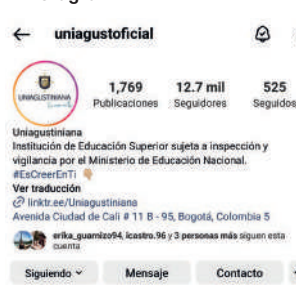 uniagustoficial
UNIAGUSTINIANA
1,769 12.7 mil 525
Publicaciones Seguidores Seguidos
Uniagustiniana
Institución de Educación Superior sujeta a inspección y
vigilancia por el Ministerio de Educación Nacional.
#EsCreerEnTi
Ver traducción
linktr.ee/Uniagustiniana
Avenida Ciudad de Cali # 11 B - 95, Bogotá, Colombia 5
erika_guarnizo94, lcastro.96 y 3 personas más siguen esta
cuenta
Siguiendo Mensaje Contacto